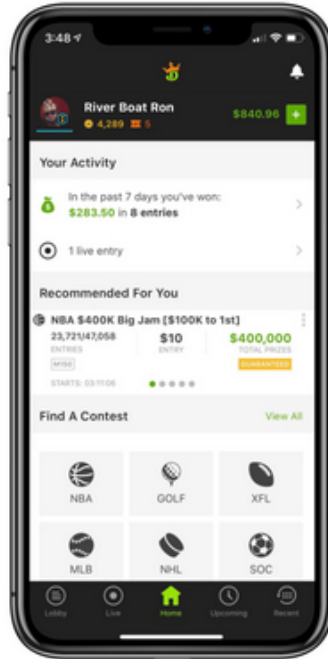 3:48
River Boat Ron
4,289 5
$840.96 +
Your Activity
In the past 7 days you've won:
$283.50 in 8 entries
1 live entry
Recommended For You
NBA $400K Big Jam [$100K to 1st]
23,721/47,058 $10 $400,000
ENTRIES ENTRY TOTAL PRIZES
GUARANTEED
STARTS: 03:11:06
Find A Contest View All
NBA GOLF XFL
MLB NHL SOC
Lobby Live Home Upcoming Recent